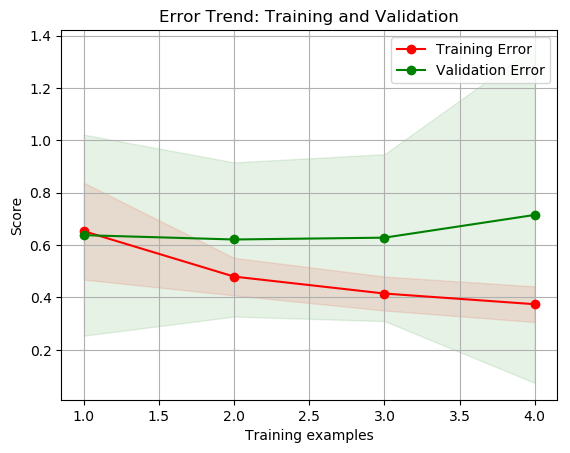 Error Trend: Training and Validation
1.4
1.2
1.0
0.8
0.6
0.4
0.2
Score
Training Error
Validation Error
1.0 1.5 2.0 2.5 3.0 3.5 4.0
Training examples